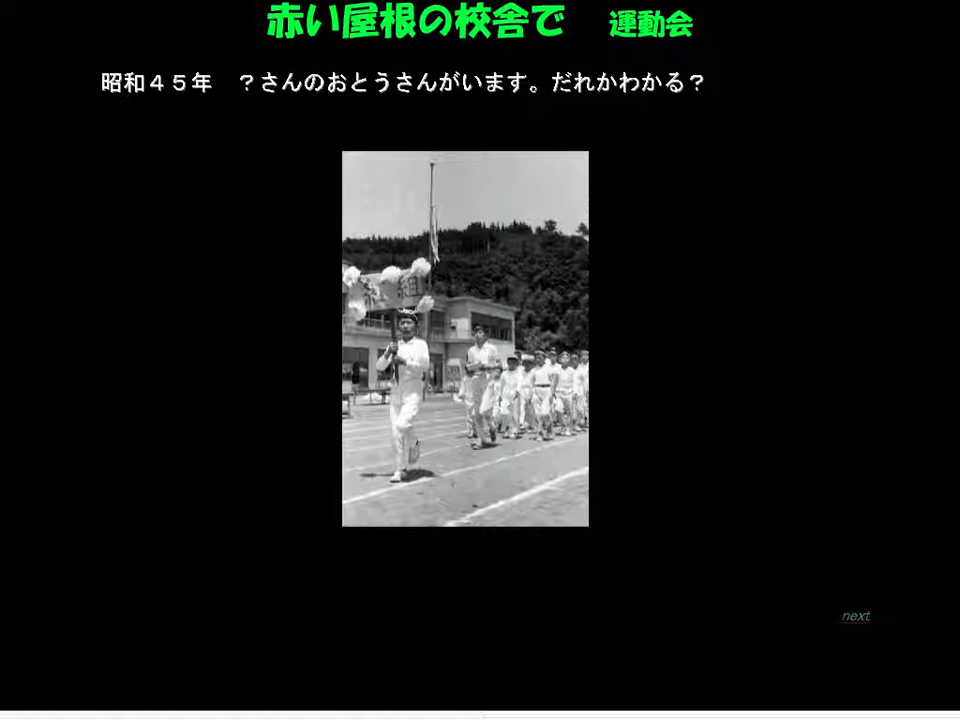 赤い屋根の校舎で　運動会
昭和４５年　？さんのおとうさんがいます。だれかわかる？
組
next